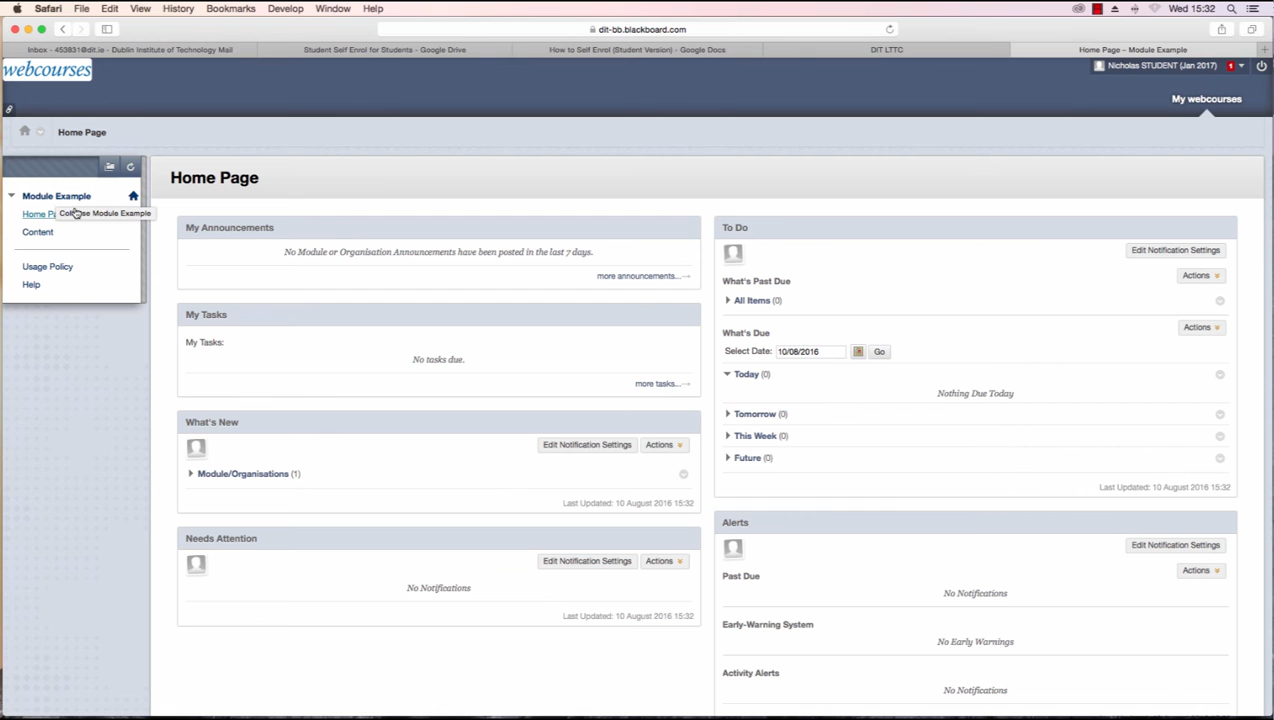 Safari File Edit View History Bookmarks Develop Window Help Wed 15:32
dit-bb.blackboard.com
Inbox - 453831@dit.ie - Dublin Institute of Technology Mail
Student Self Enrol for Students - Google Drive
How to Self Enrol (Student Version) - Google Docs
DIT LTTC
Home Page – Module Example
webcourses
Nicholas STUDENT (Jan 2017) 1
My webcourses
Home Page
Module Example
Home Pa
Collapse Module Example
Content
Usage Policy
Help
Home Page
My Announcements
No Module or Organisation Announcements have been posted in the last 7 days.
more announcements...→
My Tasks
My Tasks:
No tasks due.
more tasks...→
What's New
Edit Notification Settings Actions
Module/Organisations (1)
Last Updated: 10 August 2016 15:32
Needs Attention
Edit Notification Settings Actions
No Notifications
Last Updated: 10 August 2016 15:32
To Do
Edit Notification Settings
Actions
What's Past Due
All Items (0)
Actions
What's Due
Select Date: 10/08/2016 Go
Today (0)
Nothing Due Today
Tomorrow (0)
This Week (0)
Future (0)
Last Updated: 10 August 2016 15:32
Alerts
Edit Notification Settings
Actions
Past Due
No Notifications
Early-Warning System
No Early Warnings
Activity Alerts
No Notifications